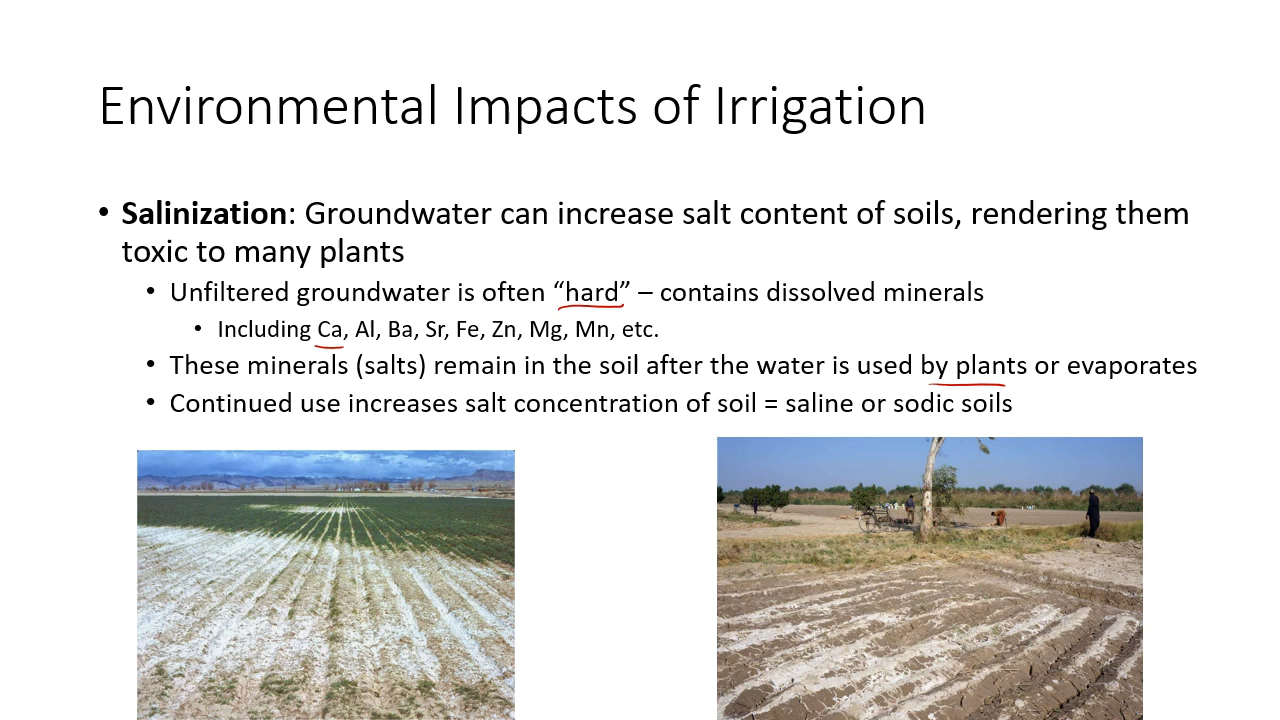 Environmental Impacts of Irrigation
• Salinization: Groundwater can increase salt content of soils, rendering them
toxic to many plants
• Unfiltered groundwater is often “hard” – contains dissolved minerals
• Including Ca, Al, Ba, Sr, Fe, Zn, Mg, Mn, etc.
• These minerals (salts) remain in the soil after the water is used by plants or evaporates
• Continued use increases salt concentration of soil = saline or sodic soils